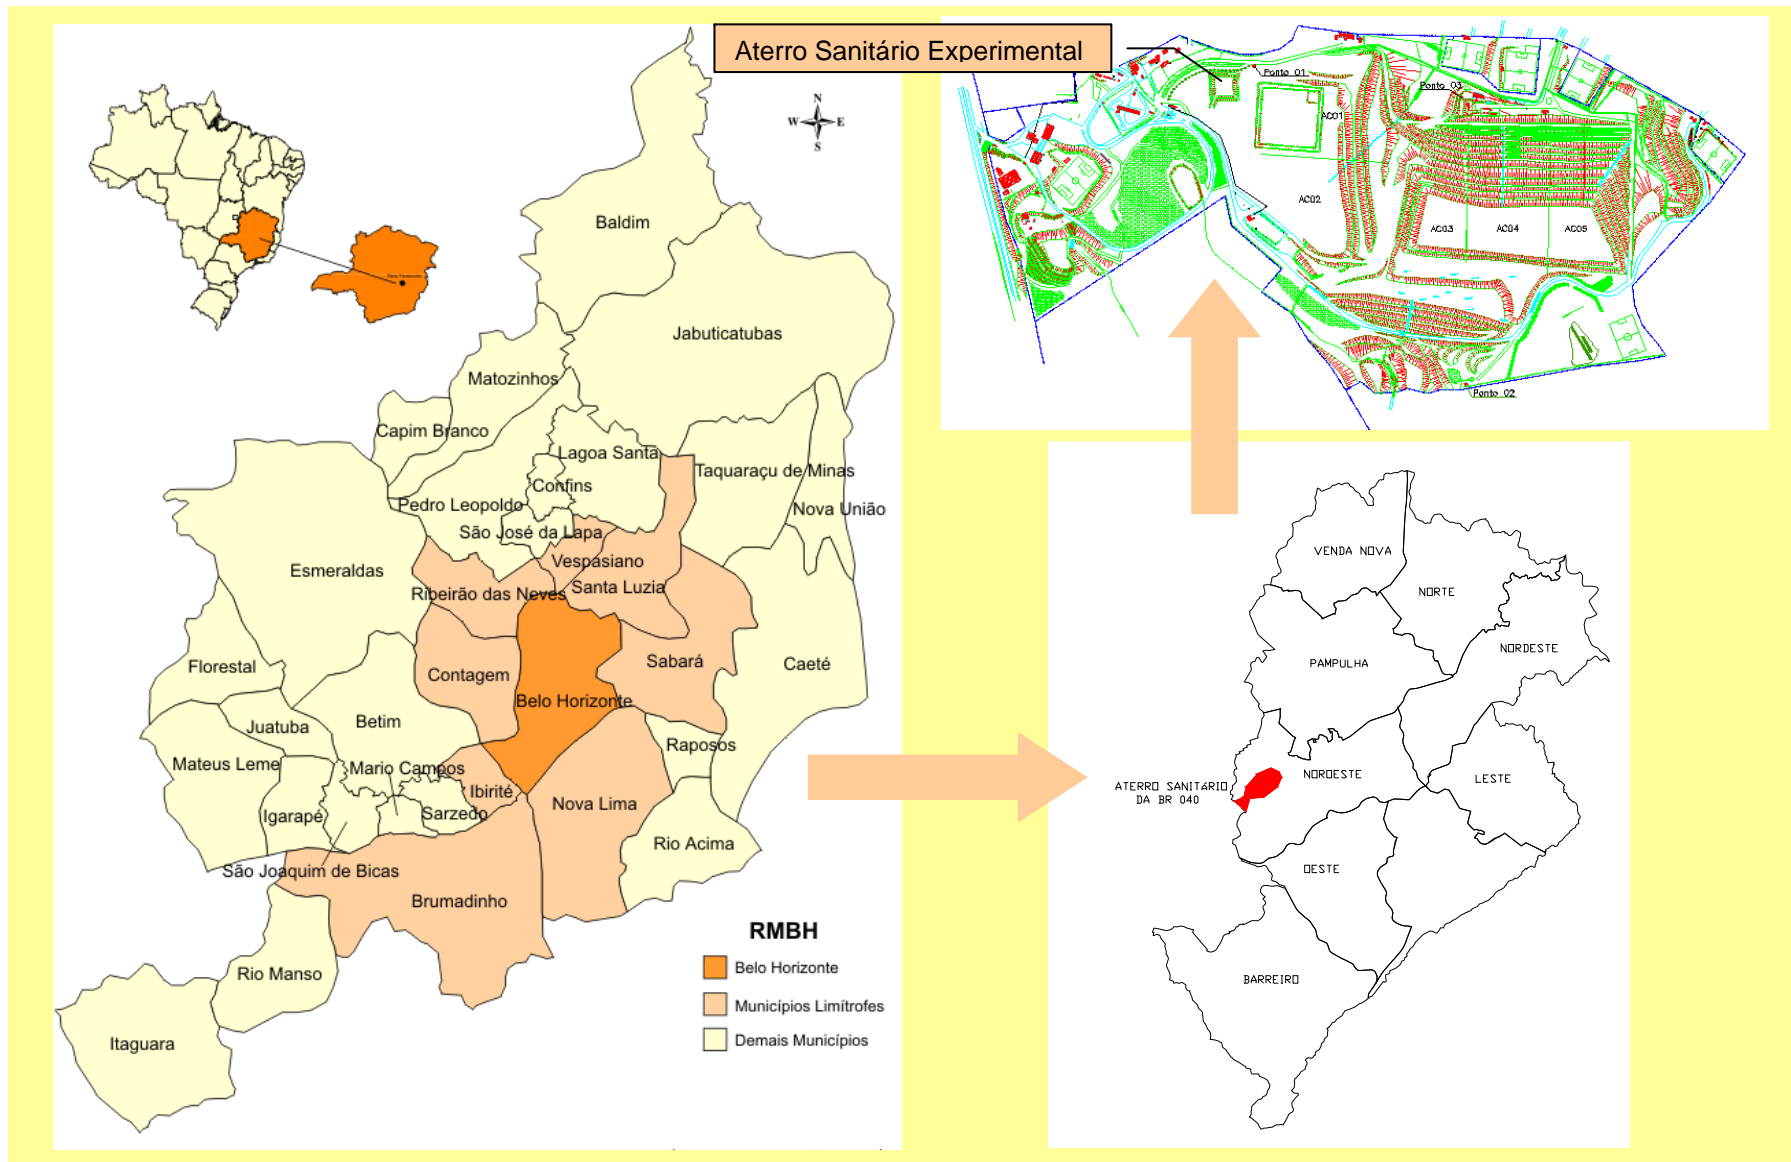 Aterro Sanitário Experimental
N
W E
S
Belo Horizonte
Baldim
Jabuticatubas
Matozinhos
Capim Branco
Lagoa Santa
Taquaraçu de Minas
Confins
Pedro Leopoldo
Nova União
São José da Lapa
Vespasiano
Esmeraldas
Santa Luzia
Ribeirão das Neves
Sabará
Caeté
Florestal
Contagem
Belo Horizonte
Betim
Juatuba
Raposos
Mateus Leme
Mario Campos
Ibirité
Nova Lima
Igarapé
Sarzedo
Rio Acima
São Joaquim de Bicas
Brumadinho
Rio Manso
Itaguara
RMBH
Belo Horizonte
Municípios Limítrofes
Demais Municípios
Ponto 01
Ponto 03
AC01
AC02
AC03
AC04
AC05
Ponto 02
VENDA NOVA
NORTE
NORDESTE
PAMPULHA
NOROESTE
LESTE
ATERRO SANITáRIO
DA BR 040
OESTE
BARREIRO